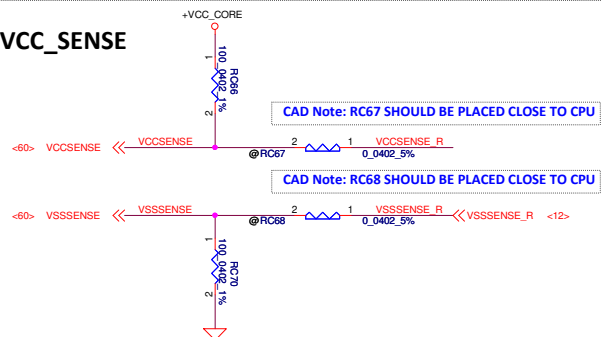 +VCC_CORE
VCC_SENSE
1
RC66
100_0402_1%
2
CAD Note: RC67 SHOULD BE PLACED CLOSE TO CPU
<60> VCCSENSE VCCSENSE 2 1 VCCSENSE_R
@RC67 0_0402_5%
CAD Note: RC68 SHOULD BE PLACED CLOSE TO CPU
<60> VSSSENSE VSSSENSE 2 1 VSSSENSE_R VSSSENSE_R <12>
@RC68 0_0402_5%
1
RC70
100_0402_1%
2